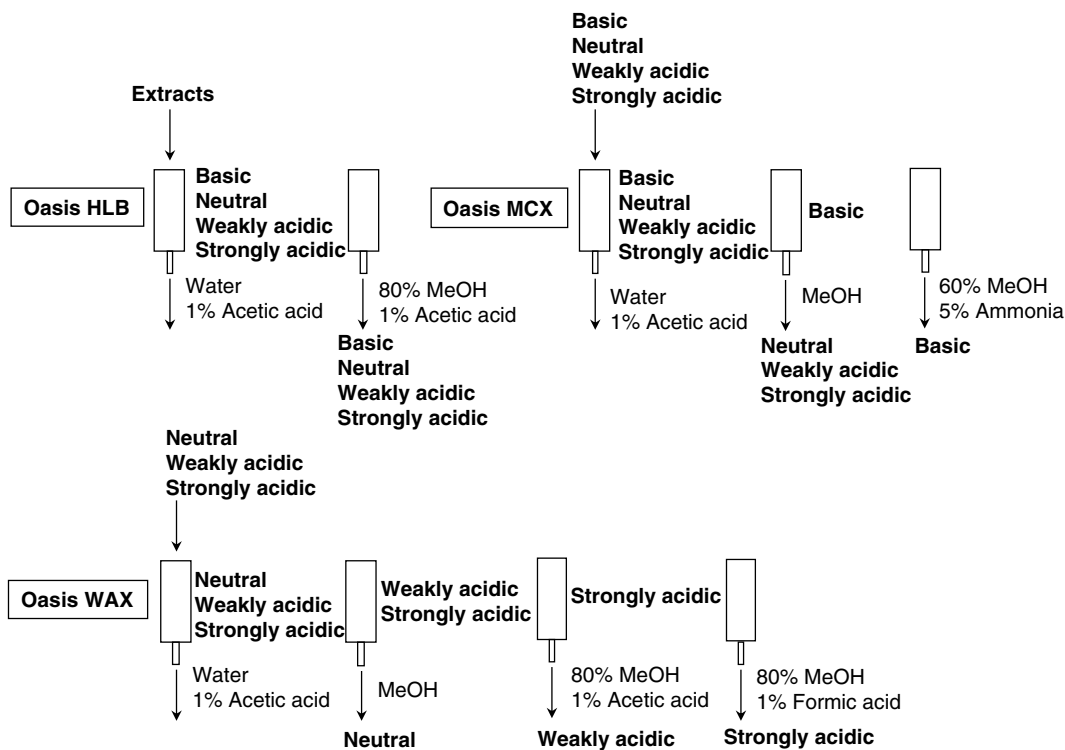 Extracts
Oasis HLB
Basic
Neutral
Weakly acidic
Strongly acidic
Water
1% Acetic acid
80% MeOH
1% Acetic acid
Basic
Neutral
Weakly acidic
Strongly acidic
Basic
Neutral
Weakly acidic
Strongly acidic
Oasis MCX
Basic
Neutral
Weakly acidic
Strongly acidic
Water
1% Acetic acid
Basic
MeOH
Neutral
Weakly acidic
Strongly acidic
60% MeOH
5% Ammonia
Basic
Neutral
Weakly acidic
Strongly acidic
Oasis WAX
Neutral
Weakly acidic
Strongly acidic
Water
1% Acetic acid
Weakly acidic
Strongly acidic
MeOH
Neutral
Strongly acidic
80% MeOH
1% Acetic acid
Weakly acidic
80% MeOH
1% Formic acid
Strongly acidic